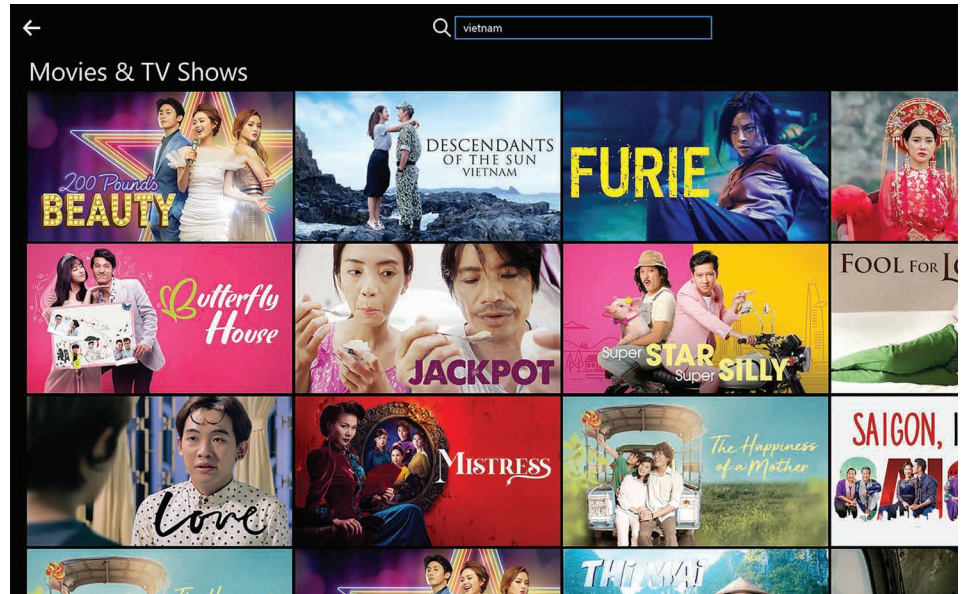 vietnam
Movies & TV Shows
200 Pounds
BEAUTY
DESCENDANTS
OF THE SUN
VIETNAM
FURIE
Butterfly
House
JACKPOT
Super STAR
Super SILLY
FOOL FOR
Love
MISTRESS
The Happiness
of a Mother
SAIGON,
THI MAI